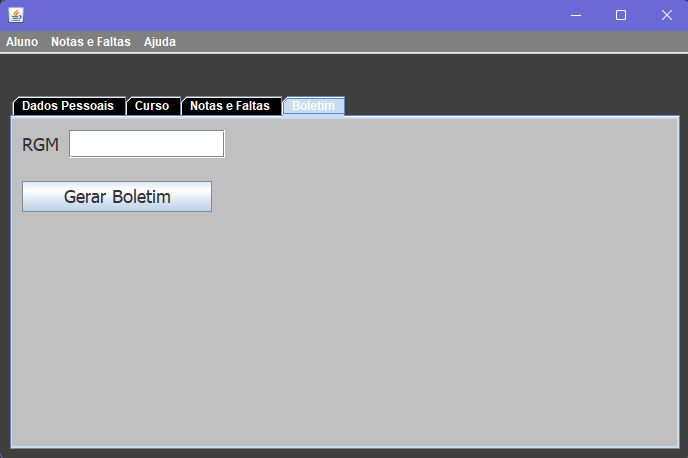 Aluno Notas e Faltas Ajuda
Dados Pessoais Curso Notas e Faltas Boletim
RGM
Gerar Boletim